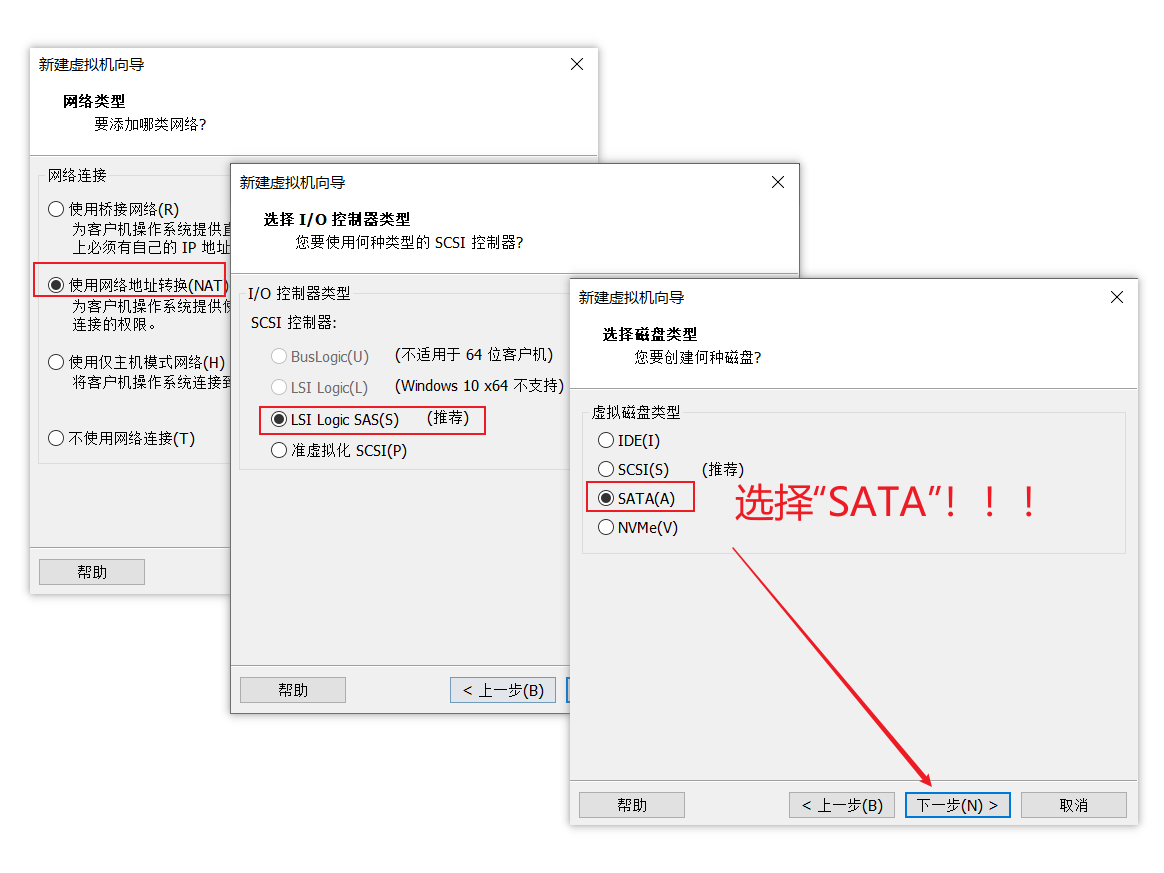 新建虚拟机向导
网络类型
要添加哪类网络?
网络连接
使用桥接网络(R)
为客户机操作系统提供直
上必须有自己的 IP 地址
使用网络地址转换(NAT)
为客户机操作系统提供使
连接的权限。
使用仅主机模式网络(H)
将客户机操作系统连接到
不使用网络连接(T)
帮助
新建虚拟机向导
选择 I/O 控制器类型
您要使用何种类型的 SCSI 控制器?
I/O 控制器类型
SCSI 控制器:
BusLogic(U) (不适用于 64 位客户机)
LSI Logic(L) (Windows 10 x64 不支持)
LSI Logic SAS(S) (推荐)
准虚拟化 SCSI(P)
帮助 < 上一步(B)
新建虚拟机向导
选择磁盘类型
您要创建何种磁盘?
虚拟磁盘类型
IDE(I)
SCSI(S) (推荐)
SATA(A)
NVMe(V)
选择“SATA”！！！
帮助 < 上一步(B) 下一步(N) > 取消